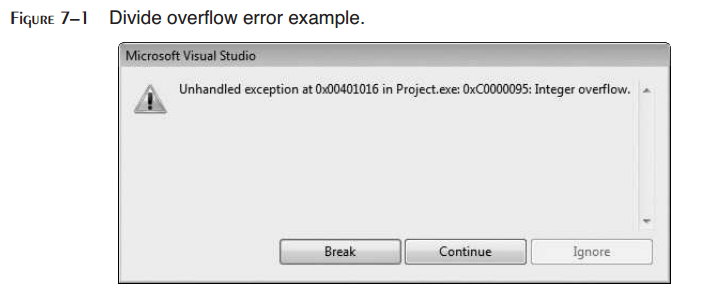 FIGURE 7–1 Divide overflow error example.
Microsoft Visual Studio
Unhandled exception at 0x00401016 in Project.exe: 0xC0000095: Integer overflow.
Break Continue Ignore